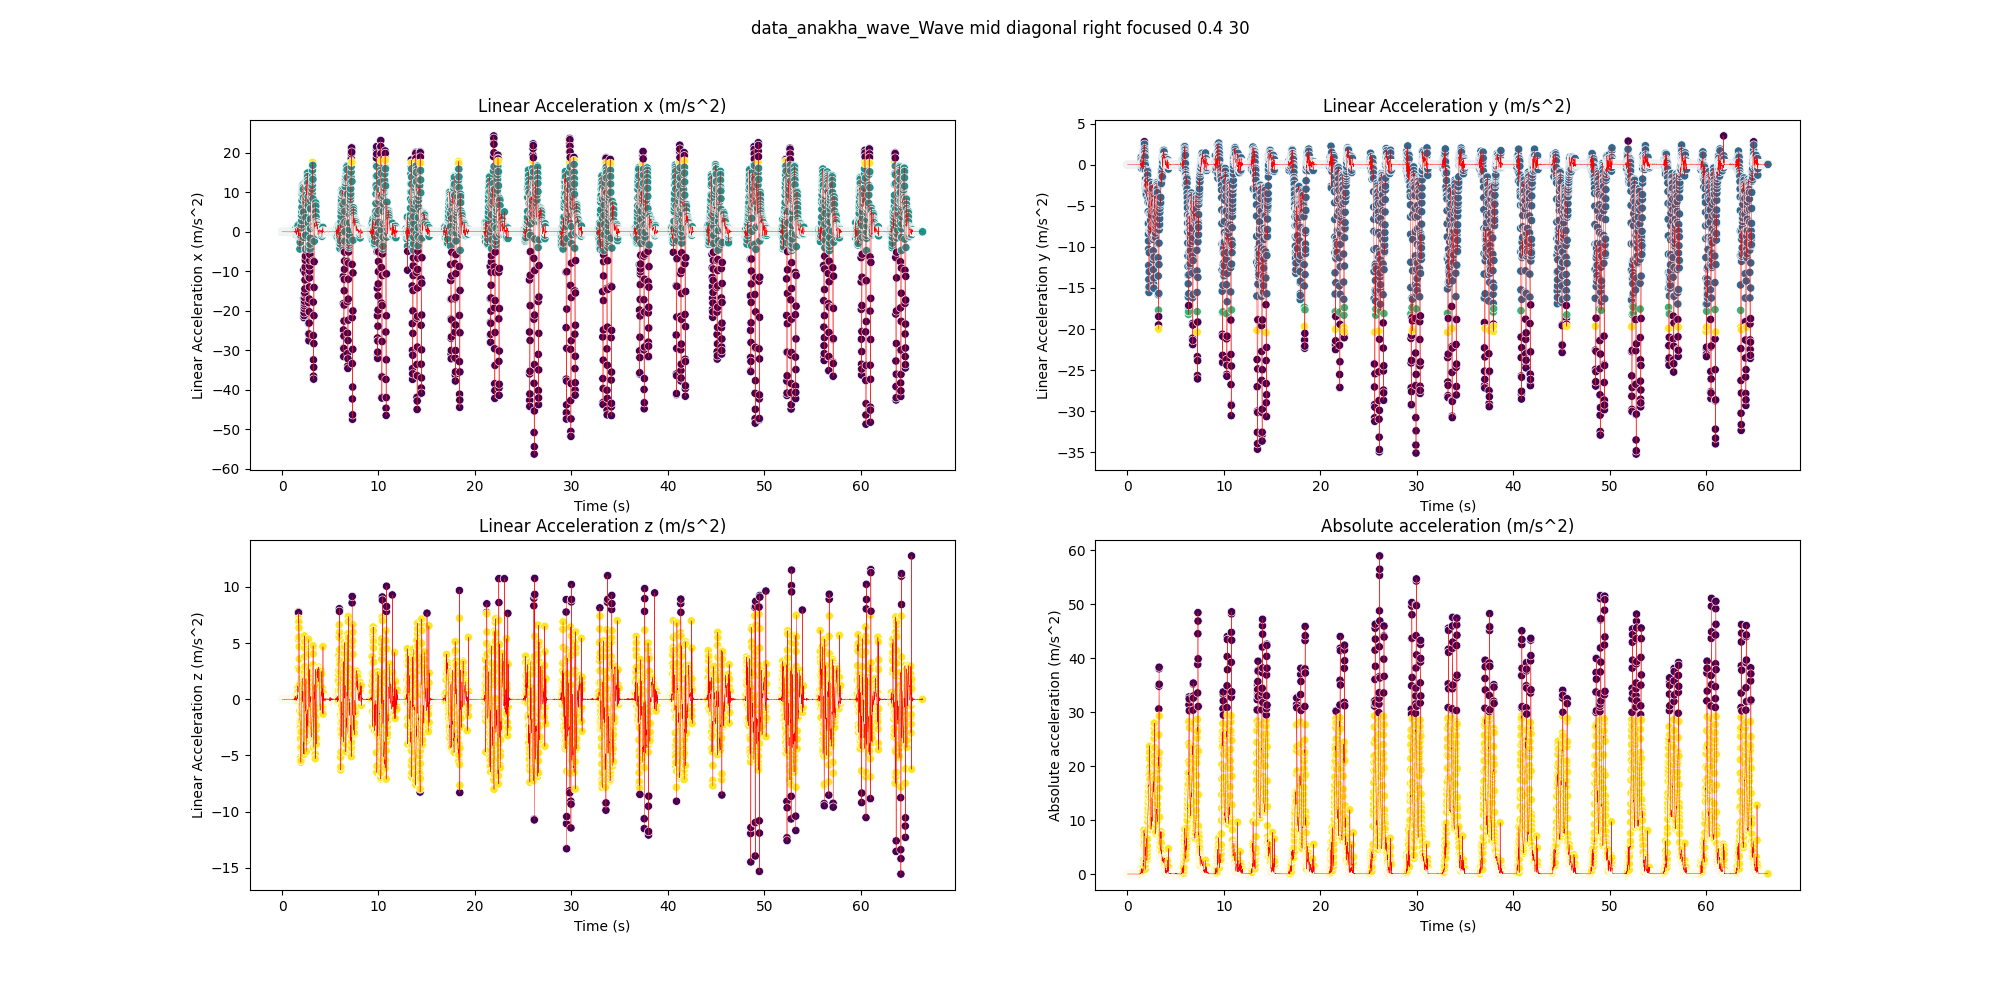 data_anakha_wave_Wave mid diagonal right focused 0.4 30
Linear Acceleration x (m/s^2)
Linear Acceleration x (m/s^2)
20
10
0
−10
−20
−30
−40
−50
−60
0 10 20 30 40 50 60
Time (s)
Linear Acceleration y (m/s^2)
Linear Acceleration y (m/s^2)
5
0
−5
−10
−15
−20
−25
−30
−35
0 10 20 30 40 50 60
Time (s)
Linear Acceleration z (m/s^2)
Linear Acceleration z (m/s^2)
10
5
0
−5
−10
−15
0 10 20 30 40 50 60
Time (s)
Absolute acceleration (m/s^2)
Absolute acceleration (m/s^2)
60
50
40
30
20
10
0
0 10 20 30 40 50 60
Time (s)